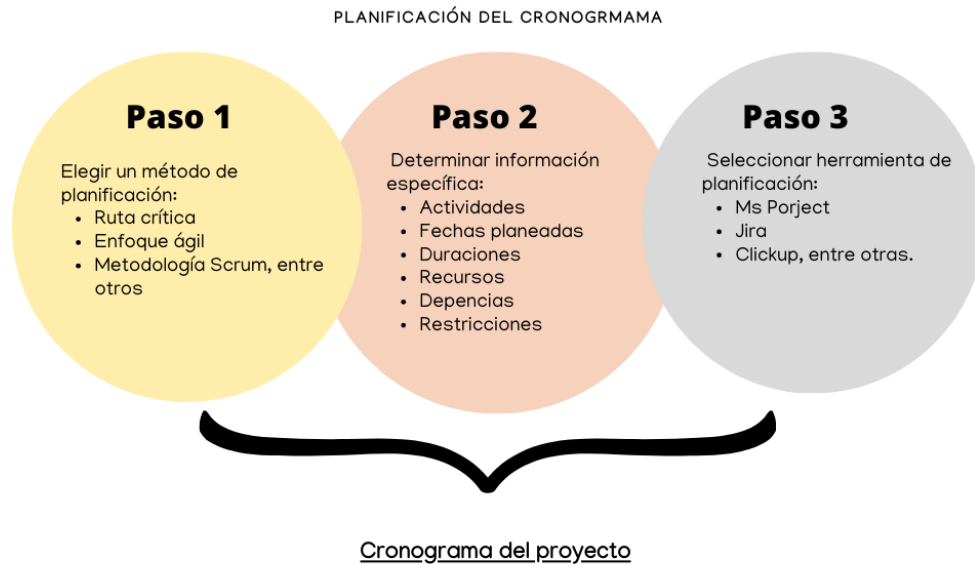 PLANIFICACIÓN DEL CRONOGRMAMA
Paso 1
Elegir un método de
planificación:
• Ruta crítica
• Enfoque ágil
• Metodología Scrum, entre
otros
Paso 2
Determinar información
específica:
• Actividades
• Fechas planeadas
• Duraciones
• Recursos
• Depencias
• Restricciones
Paso 3
Seleccionar herramienta de
planificación:
• Ms Porject
• Jira
• Clickup, entre otras.
Cronograma del proyecto